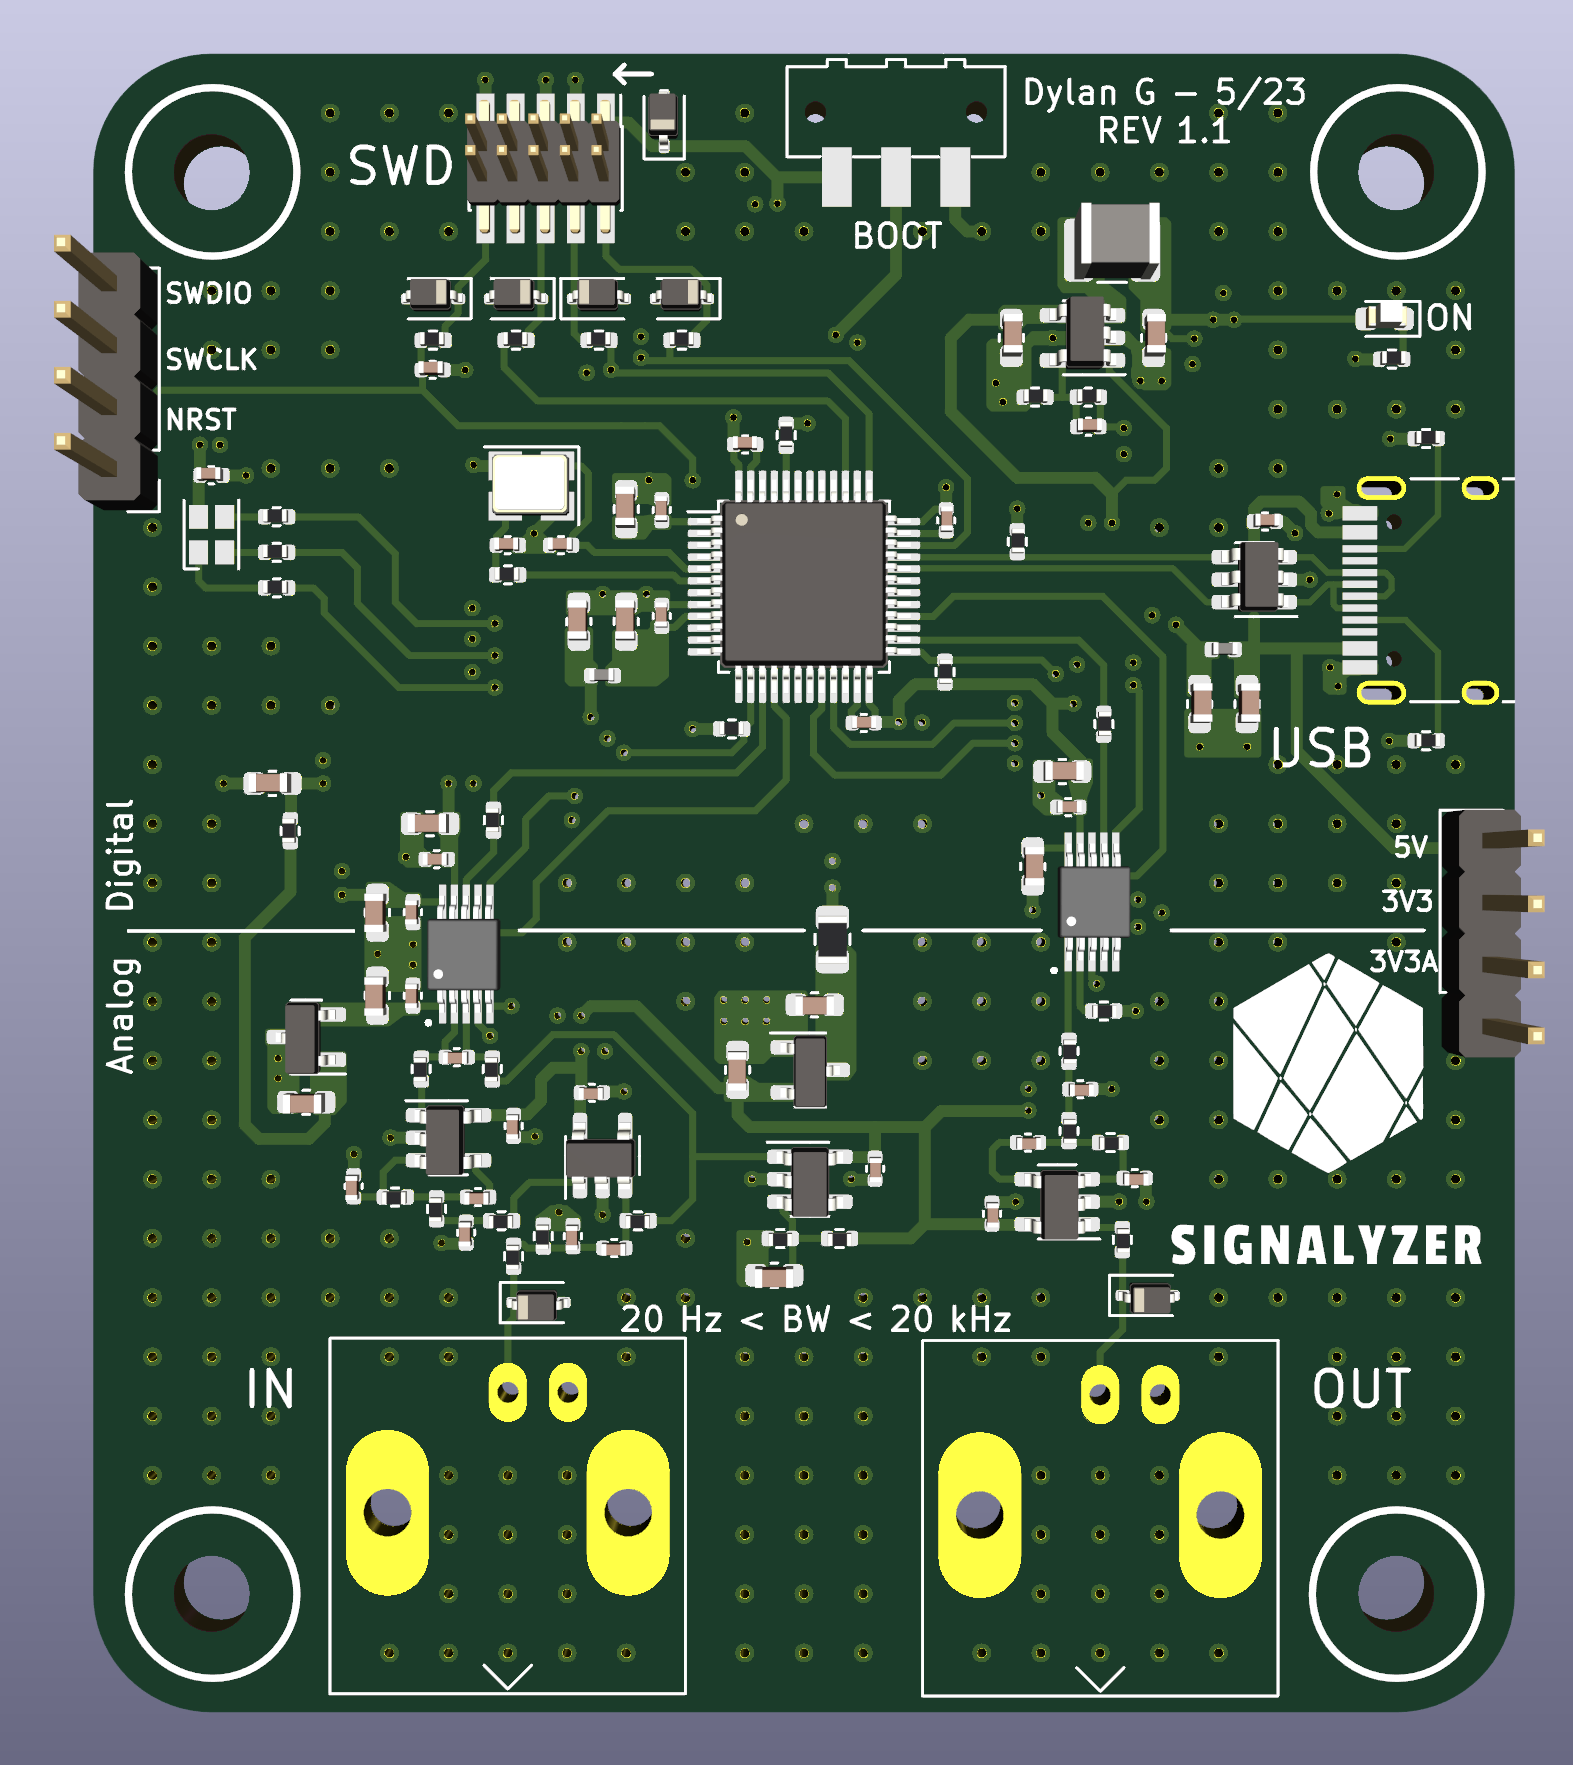 Dylan G - 5/23
REV 1.1
SWD
BOOT
SWDIO
ON
SWCLK
NRST
USB
Digital
5V
3V3
3V3A
Analog
SIGNALYZER
20 Hz < BW < 20 kHz
IN
OUT